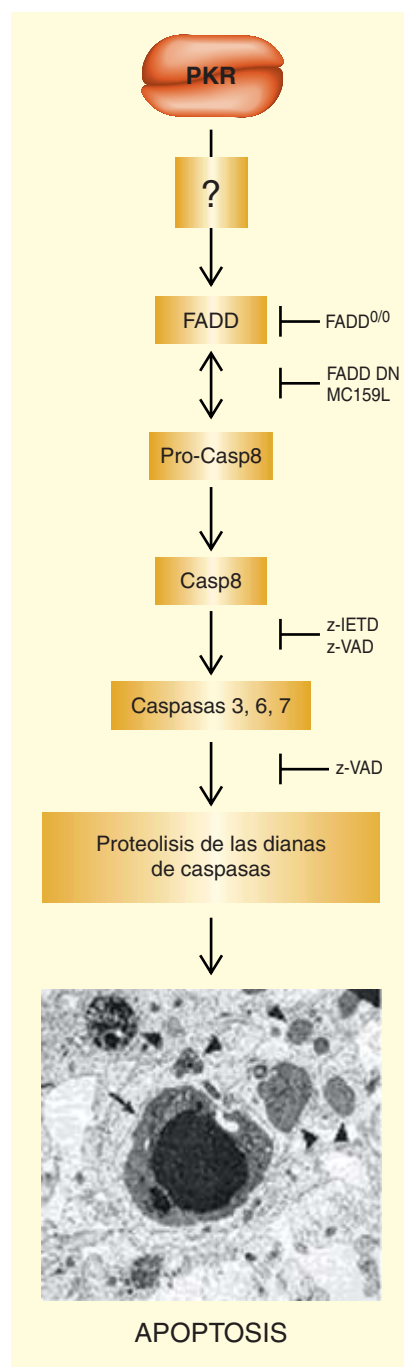 PKR
?
FADD
FADD0/0
FADD DN
MC159L
Pro-Casp8
Casp8
z-IETD
z-VAD
Caspasas 3, 6, 7
z-VAD
Proteolisis de las dianas
de caspasas
APOPTOSIS